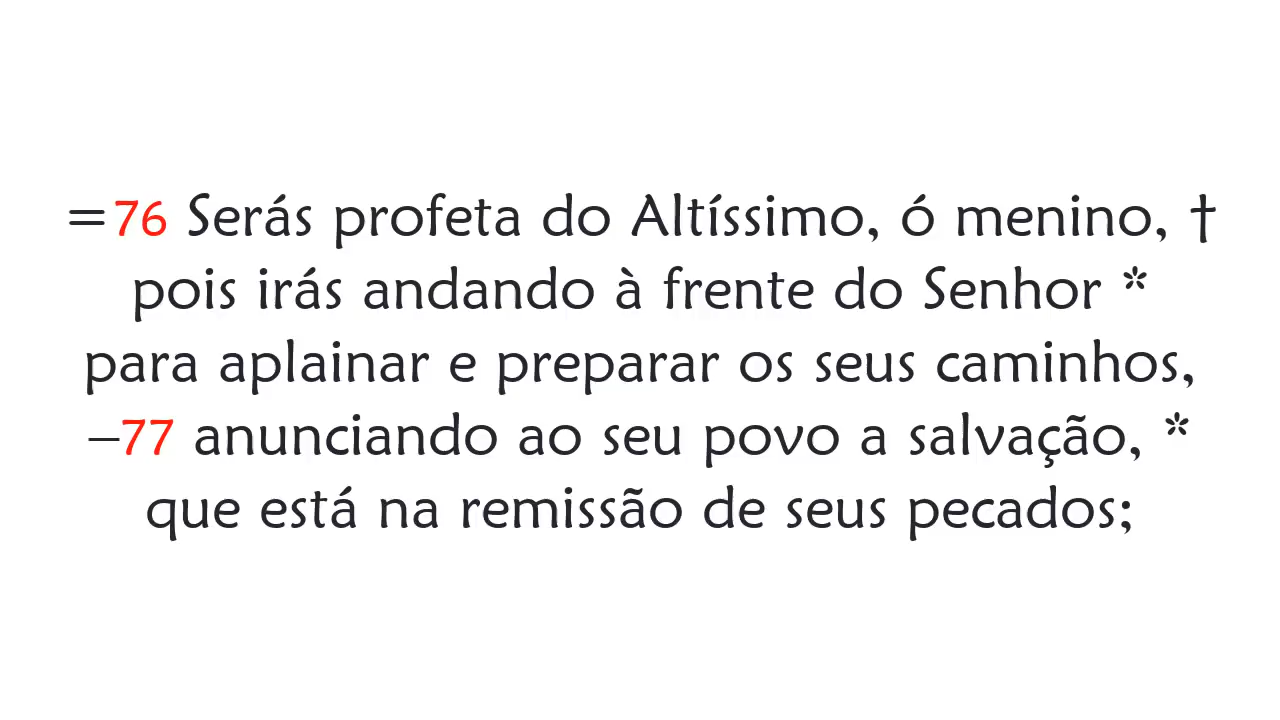 =76 Serás profeta do Altíssimo, ó menino, †
pois irás andando à frente do Senhor *
para aplainar e preparar os seus caminhos,
–77 anunciando ao seu povo a salvação, *
que está na remissão de seus pecados;